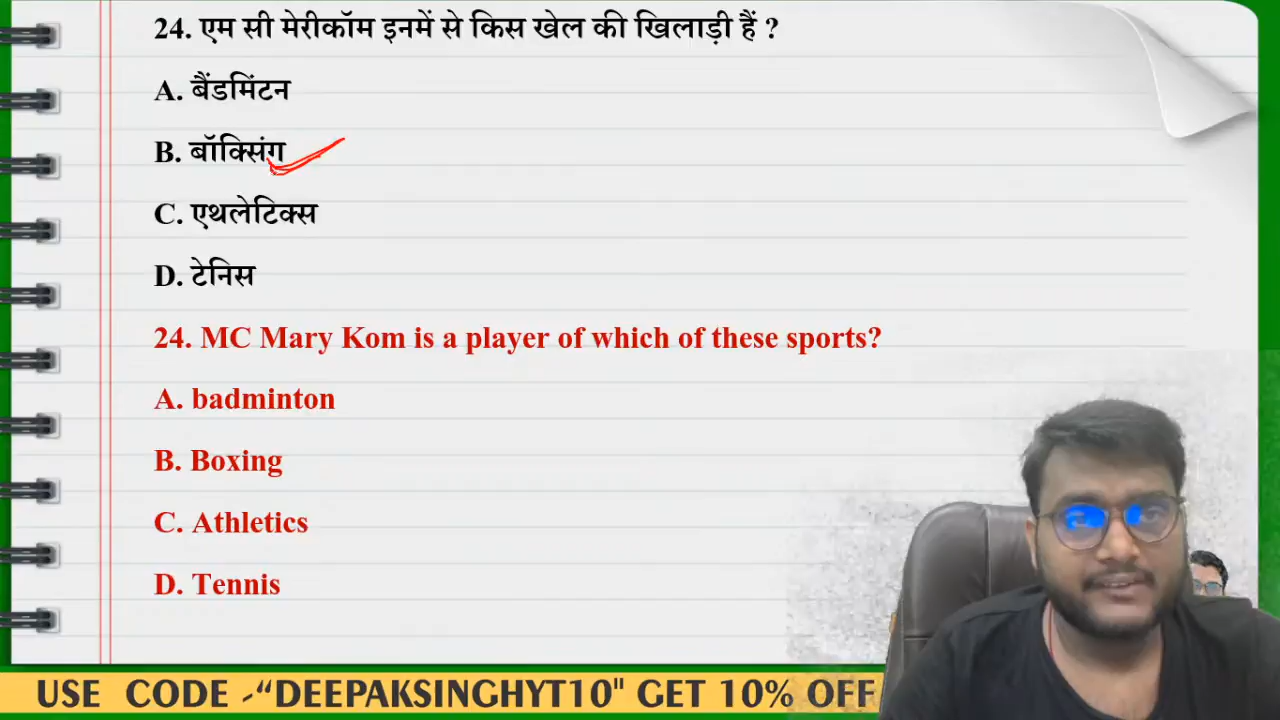 24. एम सी मेरीकॉम इनमें से किस खेल की खिलाड़ी हैं ?
A. बैंडमिंटन
B. बॉक्सिंग
C. एथलेटिक्स
D. टेनिस
24. MC Mary Kom is a player of which of these sports?
A. badminton
B. Boxing
C. Athletics
D. Tennis
USE CODE -“DEEPAKSINGHYT10" GET 10% OFF